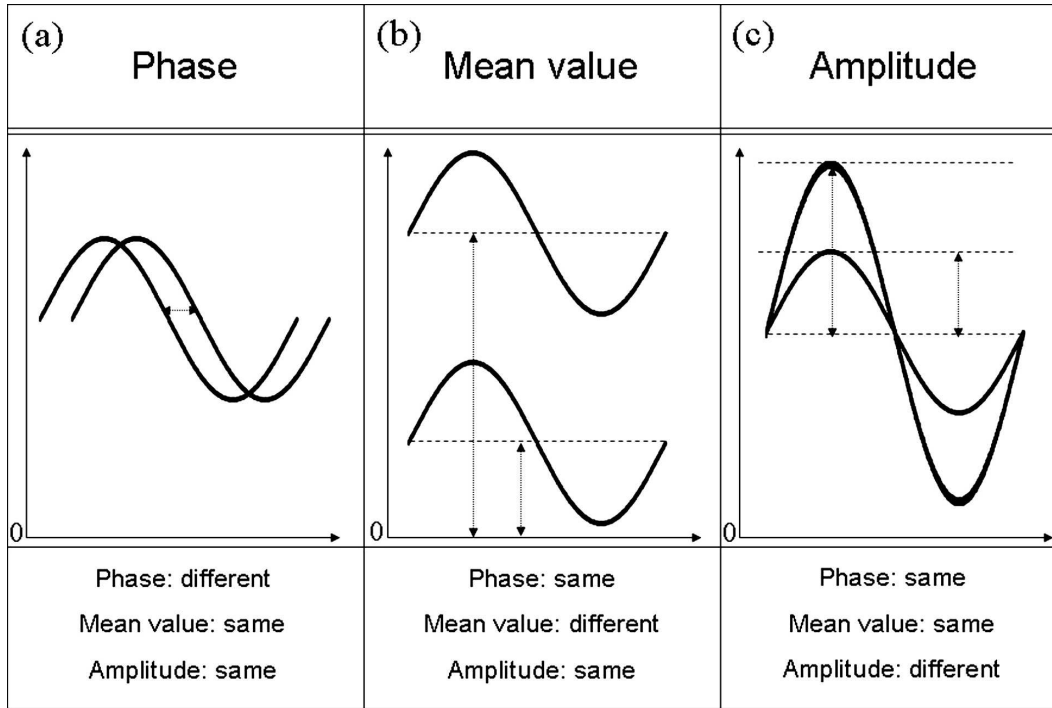 (a)
Phase
(b)
Mean value
(c)
Amplitude
0
0
0
Phase: different
Mean value: same
Amplitude: same
Phase: same
Mean value: different
Amplitude: same
Phase: same
Mean value: same
Amplitude: different